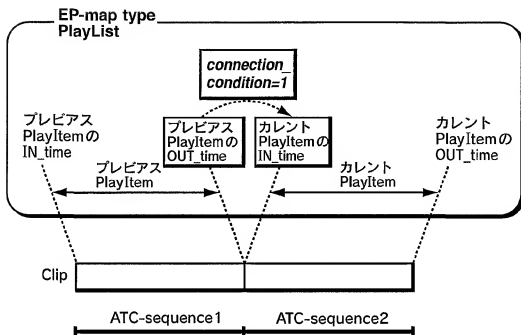 EP-map type
PlayList
connection_
condition=1
プレビアス
PlayItemの
IN_time
プレビアス
PlayItemの
OUT_time
カレント
PlayItemの
IN_time
カレント
PlayItemの
OUT_time
プレビアス
PlayItem
カレント
PlayItem
Clip
ATC-sequence1
ATC-sequence2